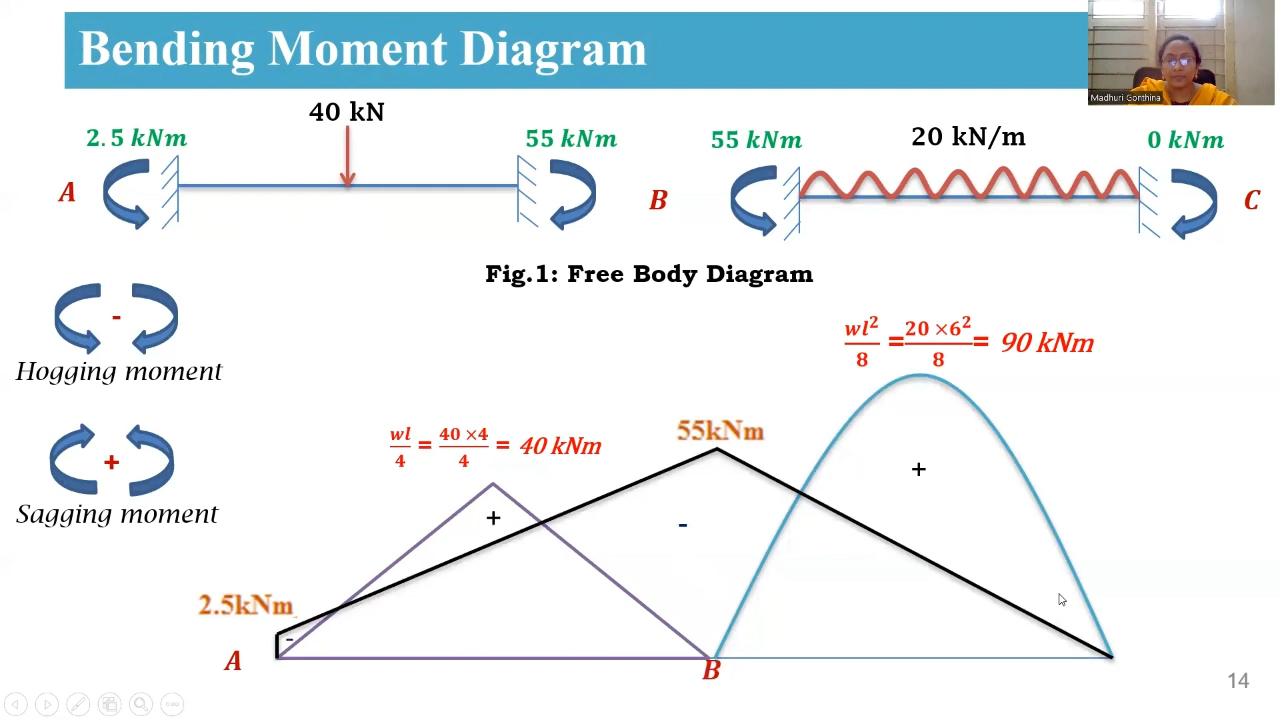 Bending Moment Diagram
Madhuri Gonthina
40 kN
2.5 kNm
55 kNm
55 kNm
20 kN/m
0 kNm
A
B
C
Fig.1: Free Body Diagram
-
Hogging moment
+
Sagging moment
wl²/8 = 20 ×6²/8 = 90 kNm
wl/4 = 40 ×4/4 = 40 kNm
55kNm
+
+
-
2.5kNm
-
A
B
14